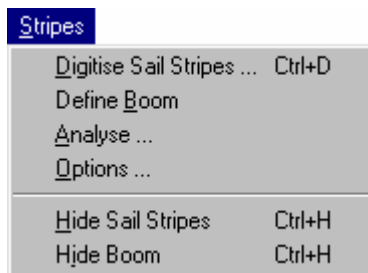 Stripes
Digitise Sail Stripes ... Ctrl+D
Define Boom
Analyse ...
Options ...
Hide Sail Stripes Ctrl+H
Hide Boom Ctrl+H